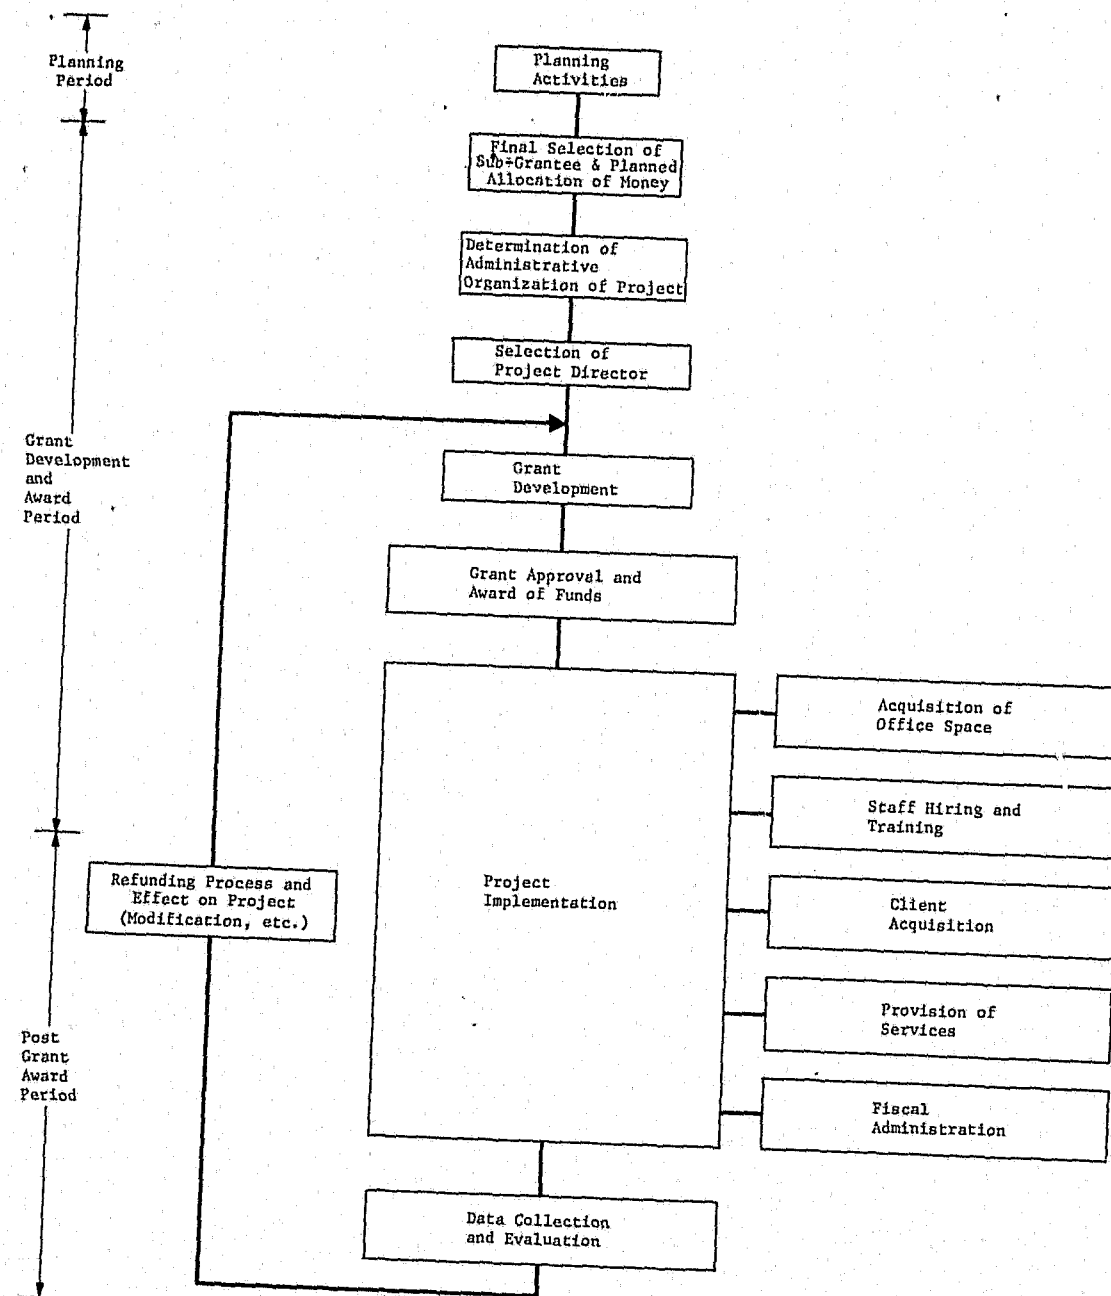 Planning
Period
Planning
Activities
Final Selection of
Sub-Grantee & Planned
Allocation of Money
Determination of
Administrative
Organization of Project
Selection of
Project Director
Grant
Development
and
Award
Period
Grant
Development
Grant Approval and
Award of Funds
Acquisition of
Office Space
Staff Hiring and
Training
Refunding Process and
Effect on Project
(Modification, etc.)
Project
Implementation
Client
Acquisition
Provision of
Services
Post
Grant
Award
Period
Fiscal
Administration
Data Collection
and Evaluation